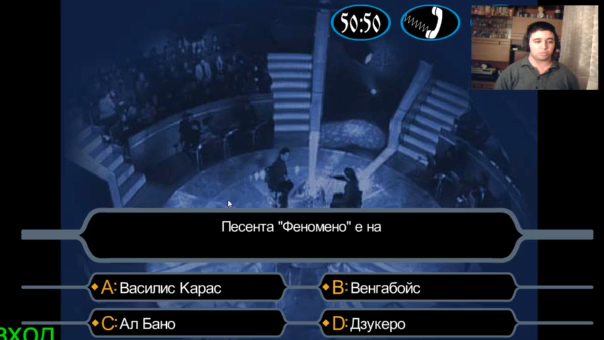 50:50
Песента "Феномено" е на
A: Василис Карас
B: Венгабойс
C: Ал Бано
D: Дзукеро
вход